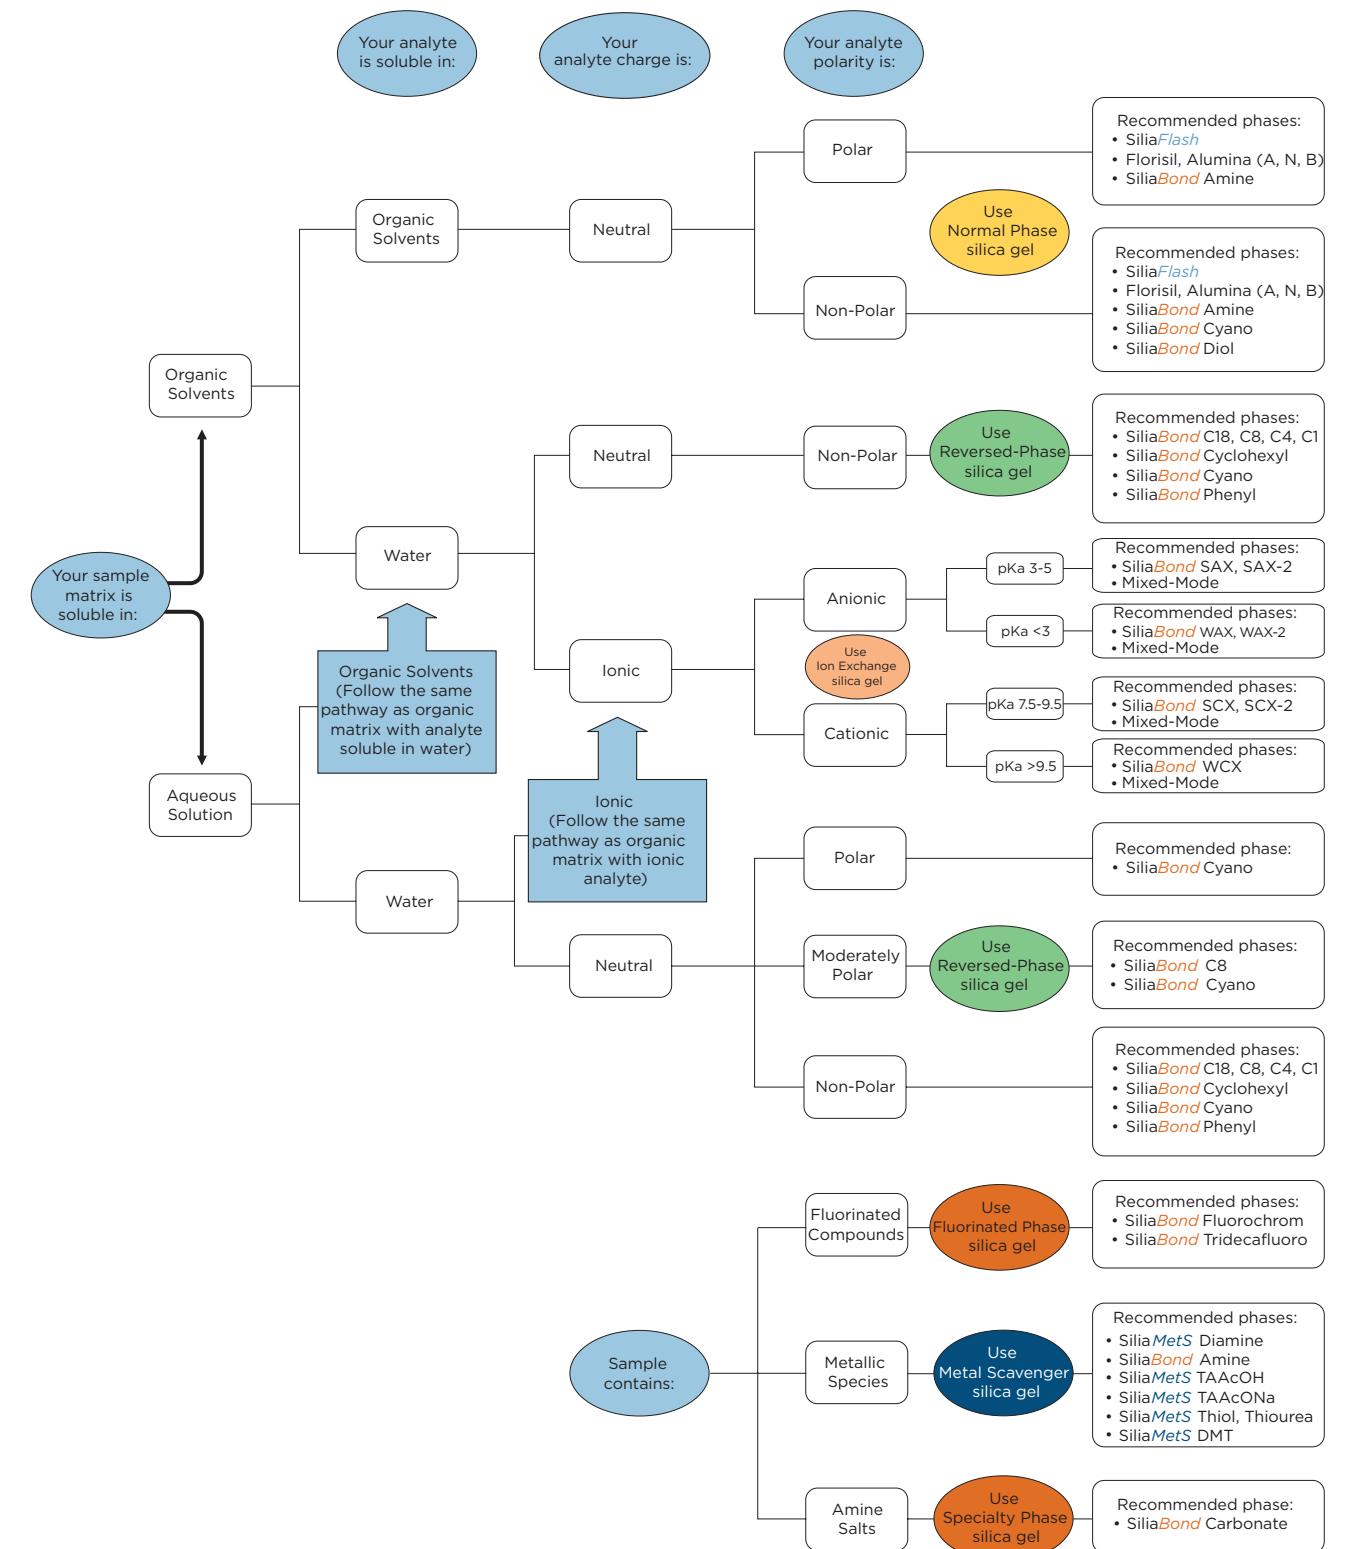 Your analyte
is soluble in:
Your
analyte charge is:
Your analyte
polarity is:
Polar
Recommended phases:
• SiliaFlash
• Florisil, Alumina (A, N, B)
• SiliaBond Amine
Organic
Solvents
Neutral
Use
Normal Phase
silica gel
Non-Polar
Recommended phases:
• SiliaFlash
• Florisil, Alumina (A, N, B)
• SiliaBond Amine
• SiliaBond Cyano
• SiliaBond Diol
Organic
Solvents
Neutral
Non-Polar
Use
Reversed-Phase
silica gel
Recommended phases:
• SiliaBond C18, C8, C4, C1
• SiliaBond Cyclohexyl
• SiliaBond Cyano
• SiliaBond Phenyl
Water
Your sample
matrix is
soluble in:
Anionic
pKa 3-5
Recommended phases:
• SiliaBond SAX, SAX-2
• Mixed-Mode
pKa <3
Recommended phases:
• SiliaBond WAX, WAX-2
• Mixed-Mode
Ionic
Use
Ion Exchange
silica gel
Organic Solvents
(Follow the same
pathway as organic
matrix with analyte
soluble in water)
Cationic
pKa 7.5-9.5
Recommended phases:
• SiliaBond SCX, SCX-2
• Mixed-Mode
pKa >9.5
Recommended phases:
• SiliaBond WCX
• Mixed-Mode
Aqueous
Solution
Ionic
(Follow the same
pathway as organic
matrix with ionic
analyte)
Water
Neutral
Polar
Recommended phase:
• SiliaBond Cyano
Moderately
Polar
Use
Reversed-Phase
silica gel
Recommended phases:
• SiliaBond C8
• SiliaBond Cyano
Non-Polar
Recommended phases:
• SiliaBond C18, C8, C4, C1
• SiliaBond Cyclohexyl
• SiliaBond Cyano
• SiliaBond Phenyl
Sample
contains:
Fluorinated
Compounds
Use
Fluorinated Phase
silica gel
Recommended phases:
• SiliaBond Fluorochrom
• SiliaBond Tridecafluoro
Metallic
Species
Use
Metal Scavenger
silica gel
Recommended phases:
• SiliaMetS Diamine
• SiliaBond Amine
• SiliaMetS TAAcOH
• SiliaMetS TAAcONa
• SiliaMetS Thiol, Thiourea
• SiliaMetS DMT
Amine
Salts
Use
Specialty Phase
silica gel
Recommended phase:
• SiliaBond Carbonate